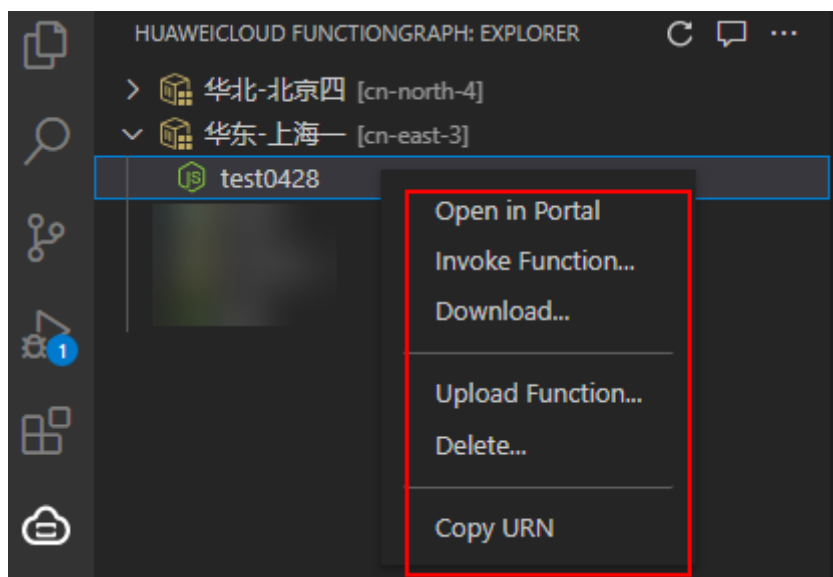 HUAWEICLOUD FUNCTIONGRAPH: EXPLORER
华北-北京四 [cn-north-4]
华东-上海一 [cn-east-3]
JS test0428
Open in Portal
Invoke Function...
Download...
1
Upload Function...
Delete...
Copy URN